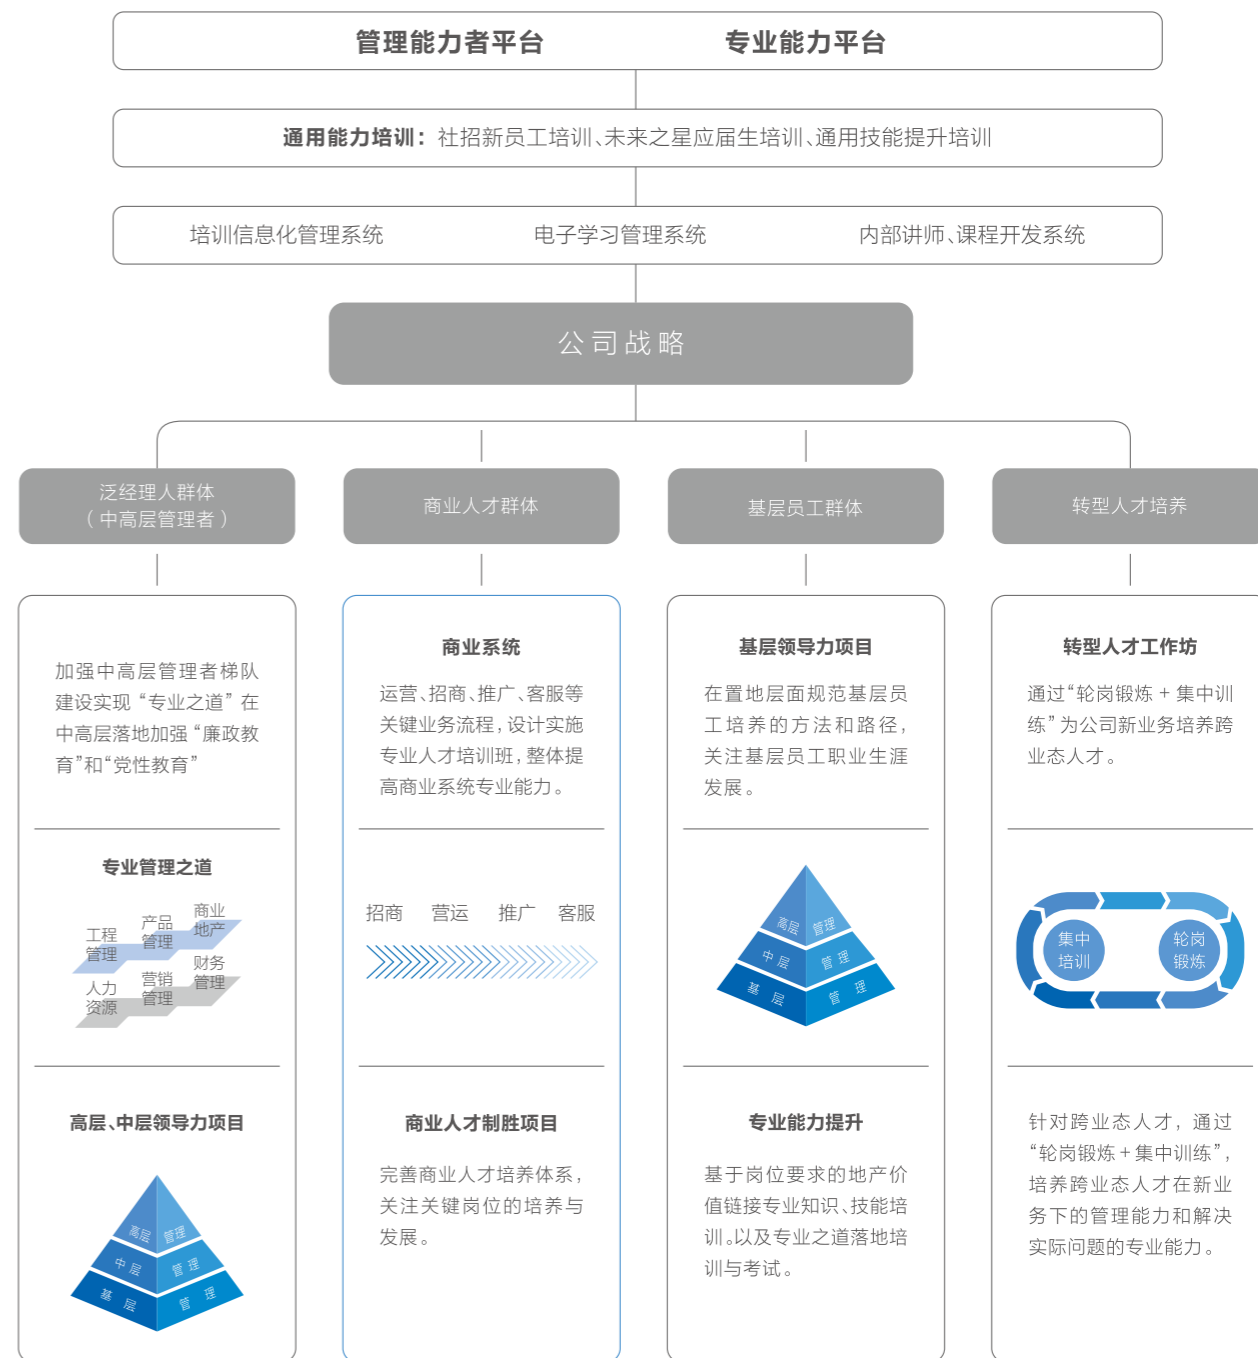 管理能力者平台 专业能力平台
通用能力培训：社招新员工培训、未来之星应届生培训、通用技能提升培训
培训信息化管理系统 电子学习管理系统 内部讲师、课程开发系统
公司战略
泛经理人群体
（中高层管理者）
商业人才群体
基层员工群体
转型人才培养
加强中高层管理者梯队
建设实现“专业之道”在
中高层落地加强“廉政教
育”和“党性教育”
专业管理之道
工程
管理
产品
管理
商业
地产
人力
资源
营销
管理
财务
管理
高层、中层领导力项目
高层 管理
中层 管理
基层 管理
商业系统
运营、招商、推广、客服等
关键业务流程，设计实施
专业人才培训班，整体提
高商业系统专业能力。
招商 营运 推广 客服
商业人才制胜项目
完善商业人才培养体系，
关注关键岗位的培养与
发展。
基层领导力项目
在置地层面规范基层员
工培养的方法和路径，
关注基层员工职业生涯
发展。
高层 管理
中层 管理
基层 管理
专业能力提升
基于岗位要求的地产价
值链接专业知识、技能培
训。以及专业之道落地培
训与考试。
转型人才工作坊
通过“轮岗锻炼 + 集中训
练”为公司新业务培养跨
业态人才。
集中
培训
轮岗
锻炼
针对跨业态人才，通过
“轮岗锻炼 + 集中训练”，
培养跨业态人才在新业
务下的管理能力和解决
实际问题的专业能力。